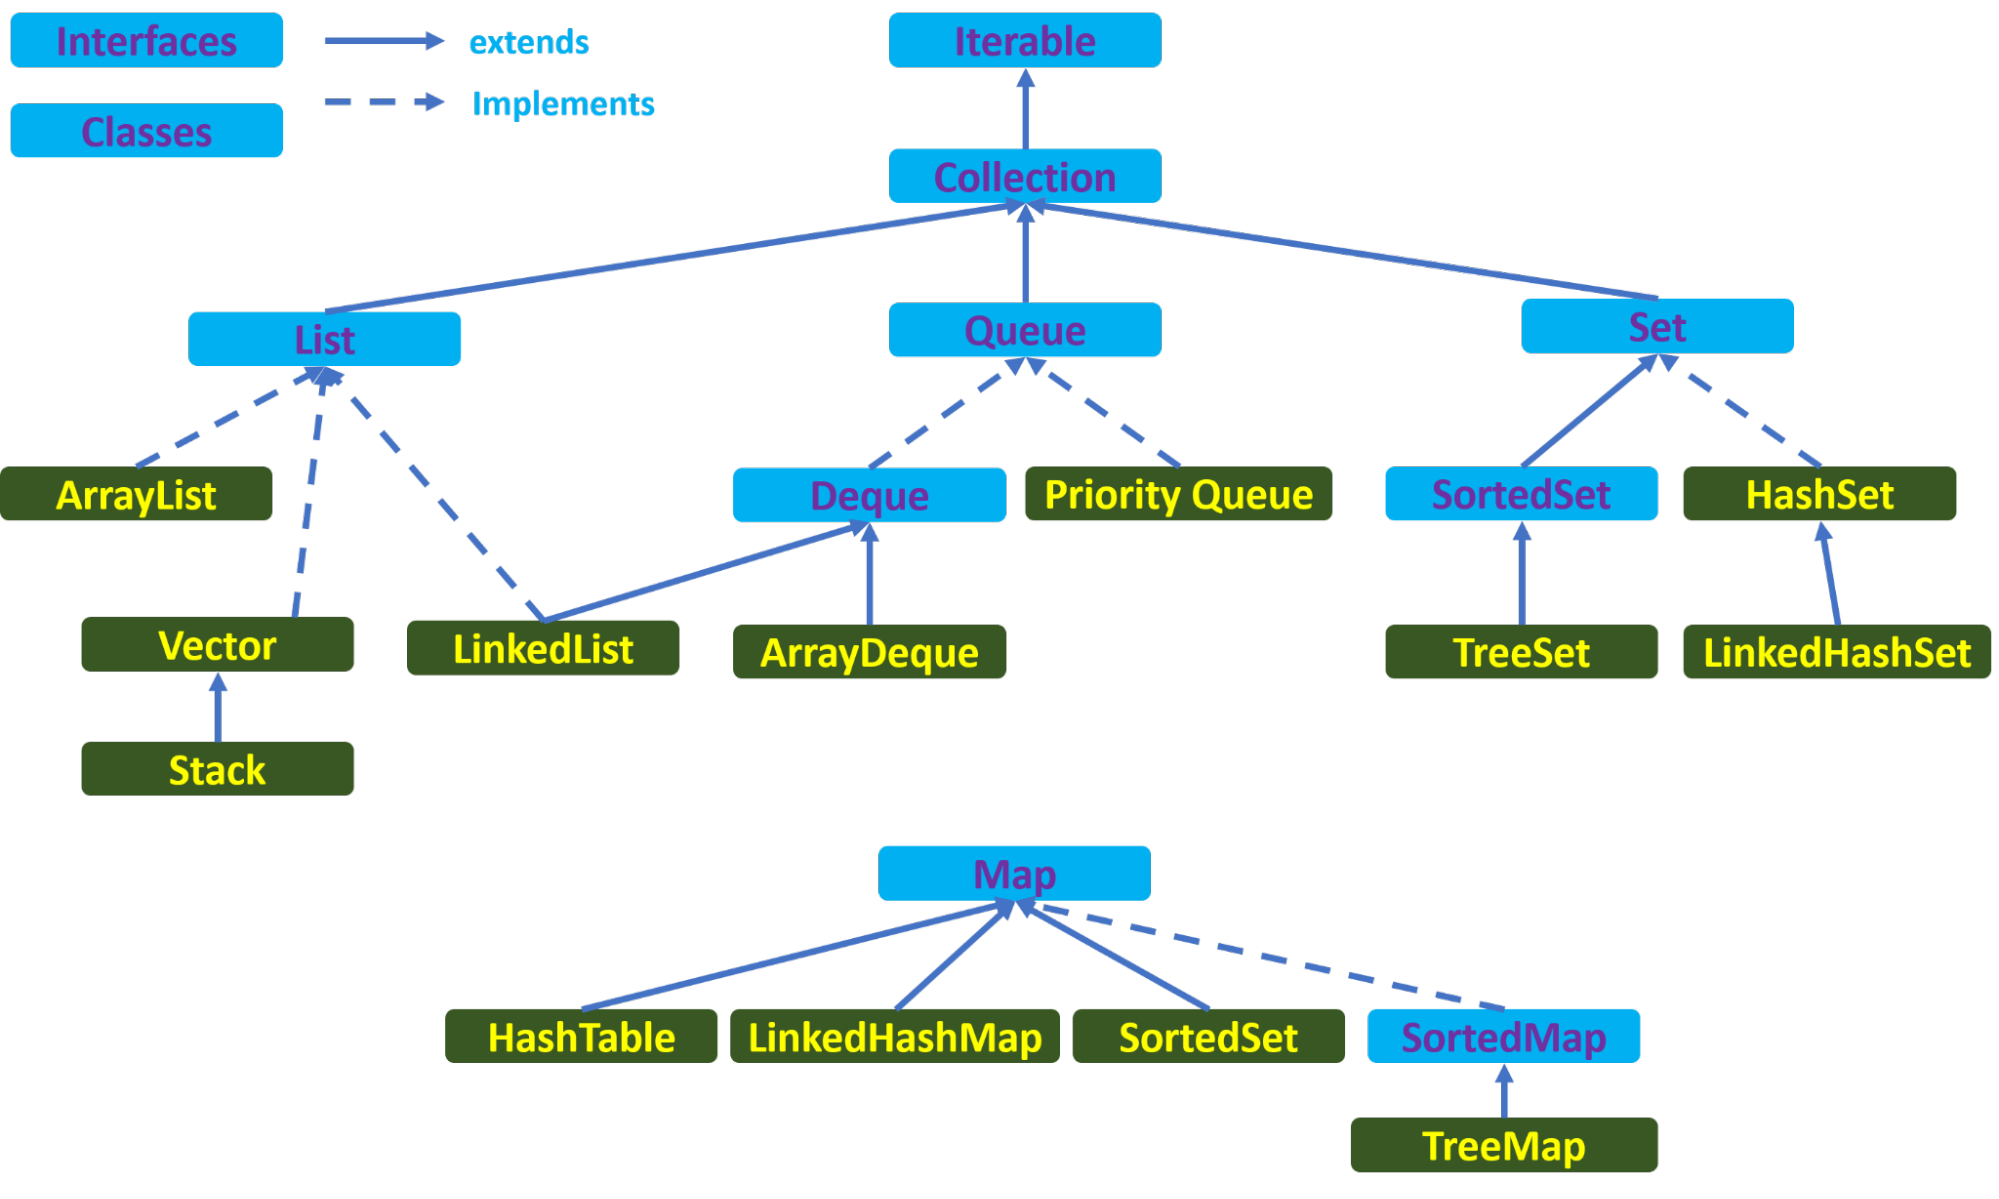 Interfaces
extends
Iterable
Implements
Classes
Collection
List
Queue
Set
ArrayList
Deque
Priority Queue
SortedSet
HashSet
Vector
LinkedList
ArrayDeque
TreeSet
LinkedHashSet
Stack
Map
HashTable
LinkedHashMap
SortedSet
SortedMap
TreeMap